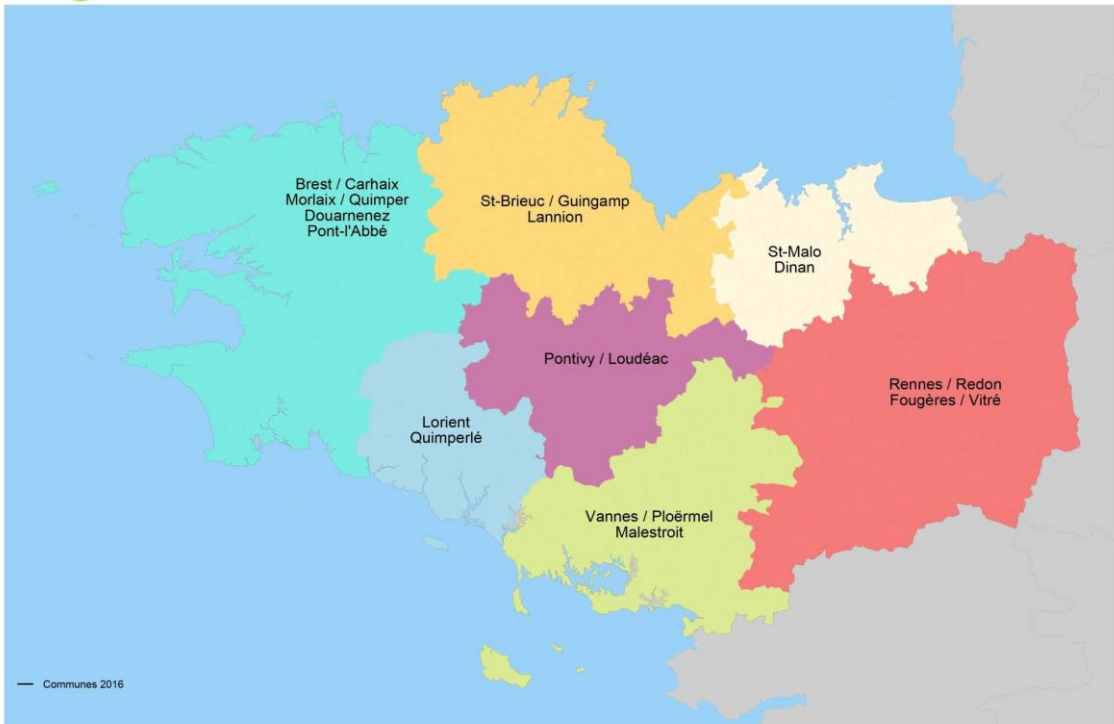 Brest / Carhaix
Morlaix / Quimper
Douarnenez
Pont-l'Abbé
St-Brieuc / Guingamp
Lannion
St-Malo
Dinan
Pontivy / Loudéac
Rennes / Redon
Fougères / Vitré
Lorient
Quimperlé
Vannes / Ploërmel
Malestroit
Communes 2016